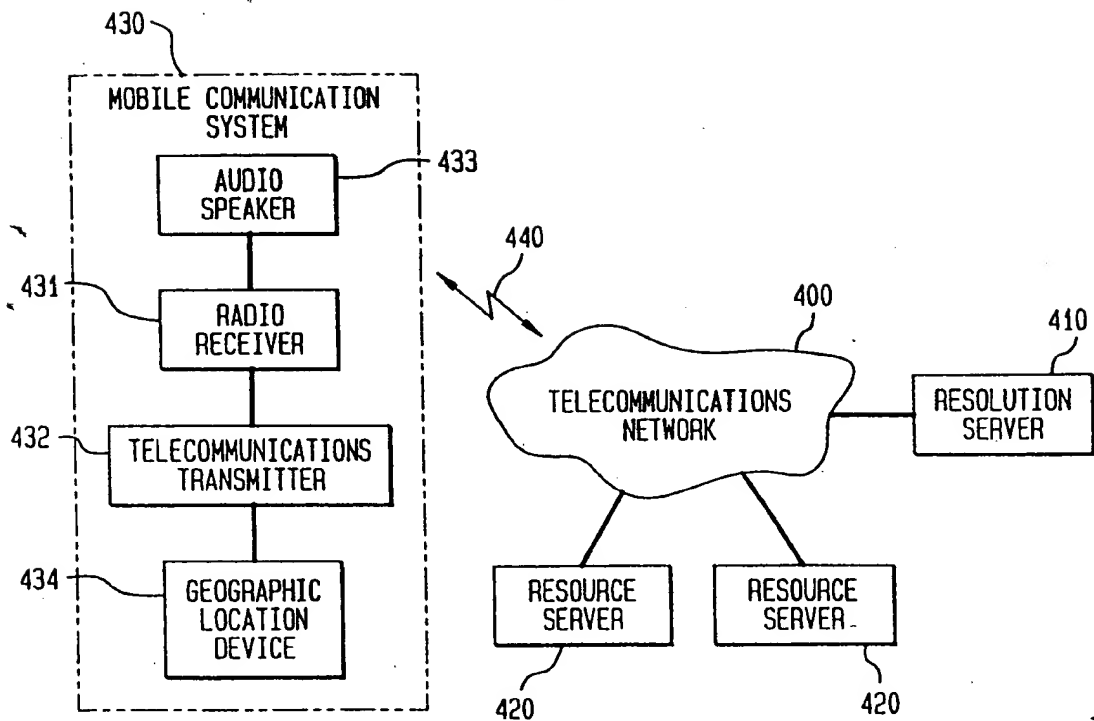 430
MOBILE COMMUNICATION
SYSTEM
433
AUDIO
SPEAKER
431
RADIO
RECEIVER
432
TELECOMMUNICATIONS
TRANSMITTER
434
GEOGRAPHIC
LOCATION
DEVICE
440
400
TELECOMMUNICATIONS
NETWORK
410
RESOLUTION
SERVER
RESOURCE
SERVER
420
RESOURCE
SERVER
420